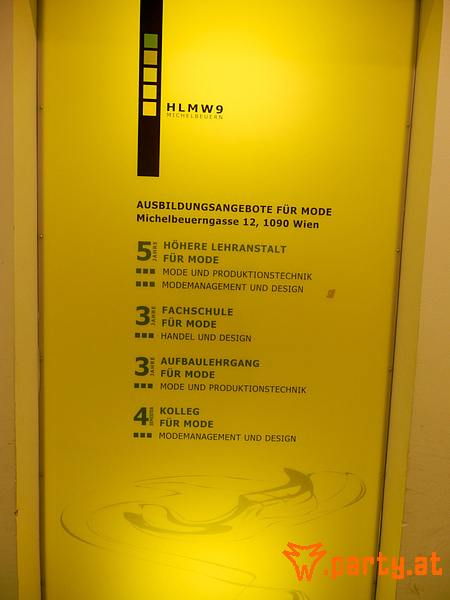 HLMW9
MICHELBEUERN
AUSBILDUNGSANGEBOTE FÜR MODE
Michelbeuerngasse 12, 1090 Wien
5 JAHRE HÖHERE LEHRANSTALT
FÜR MODE
MODE UND PRODUKTIONSTECHNIK
MODEMANAGEMENT UND DESIGN
3 JAHRE FACHSCHULE
FÜR MODE
HANDEL UND DESIGN
3 JAHRE AUFBAULEHRGANG
FÜR MODE
MODE UND PRODUKTIONSTECHNIK
4 SEMESTER KOLLEG
FÜR MODE
MODEMANAGEMENT UND DESIGN
w.party.at